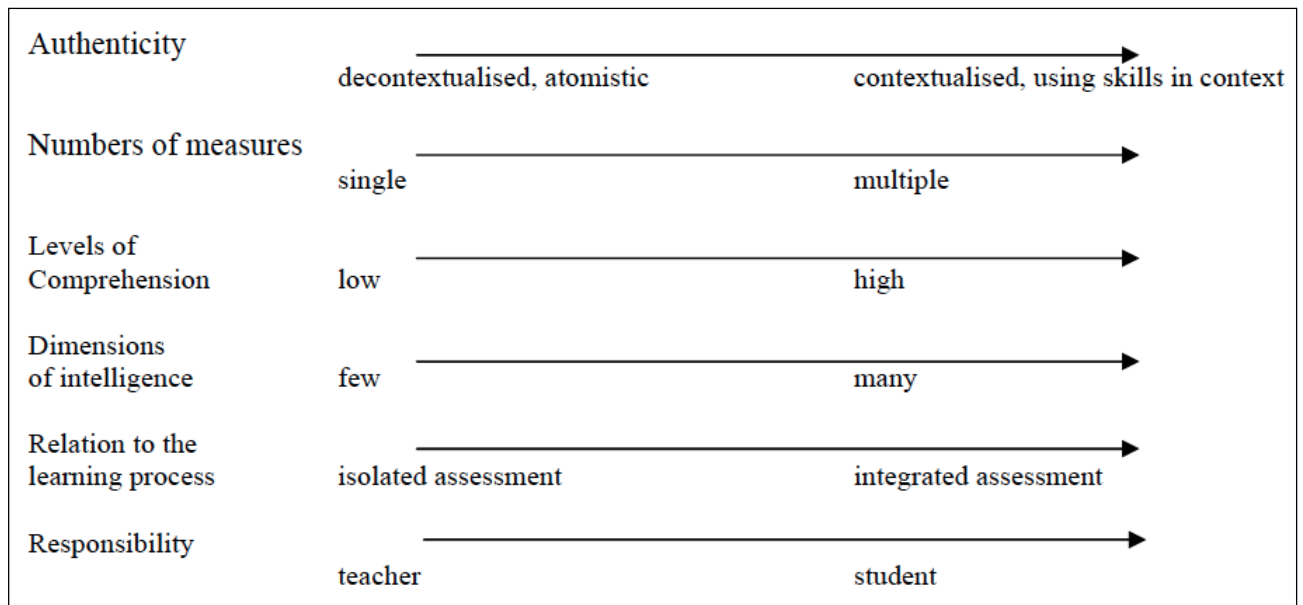 Authenticity
decontextualised, atomistic contextualised, using skills in context
Numbers of measures
single multiple
Levels of
Comprehension low high
Dimensions
of intelligence few many
Relation to the
learning process isolated assessment integrated assessment
Responsibility
teacher student